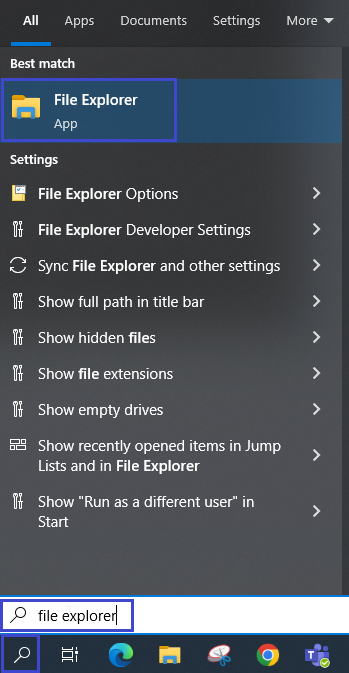 All Apps Documents Settings More
Best match
File Explorer
App
Settings
File Explorer Options
File Explorer Developer Settings
Sync File Explorer and other settings
Show full path in title bar
Show hidden files
Show file extensions
Show empty drives
Show recently opened items in Jump
Lists and in File Explorer
Show "Run as a different user" in
Start
file explorer